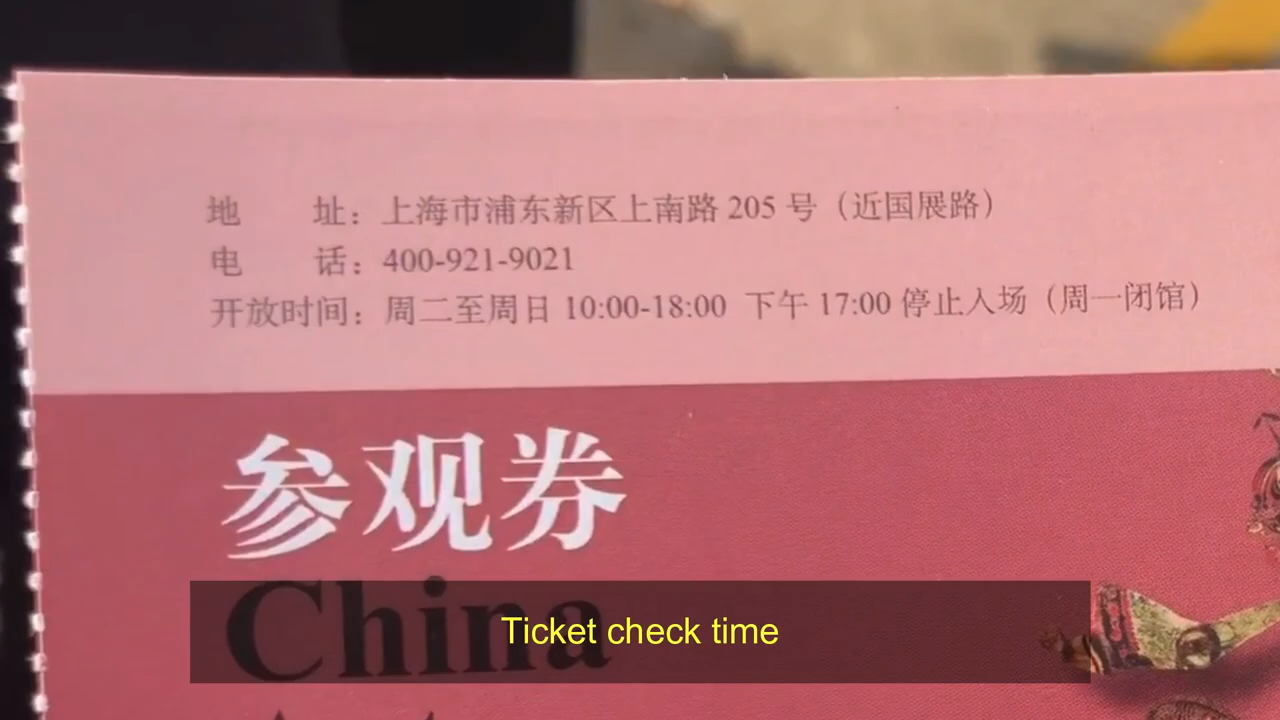 地 址：上海市浦东新区上南路 205 号（近国展路）
电 话：400-921-9021
开放时间：周二至周日 10:00-18:00 下午 17:00 停止入场（周一闭馆）
参观券
China
Ticket check time